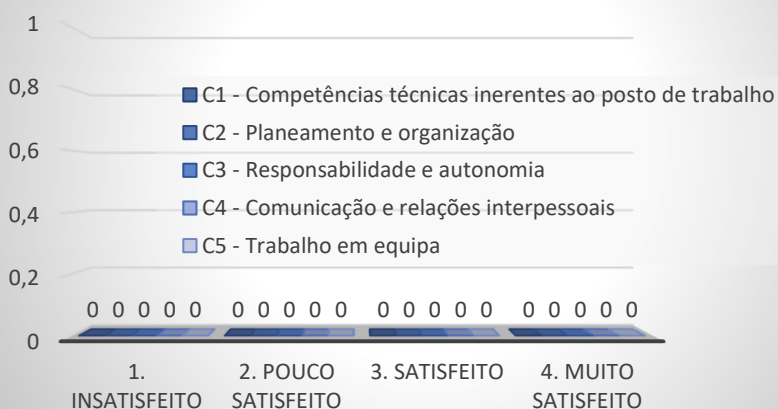 1
0,8
0,6
0,4
0,2
0
C1 - Competências técnicas inerentes ao posto de trabalho
C2 - Planeamento e organização
C3 - Responsabilidade e autonomia
C4 - Comunicação e relações interpessoais
C5 - Trabalho em equipa
0 0 0 0 0 0 0 0 0 0 0 0 0 0 0 0 0 0 0 0
1. INSATISFEITO
2. POUCO SATISFEITO
3. SATISFEITO
4. MUITO SATISFEITO